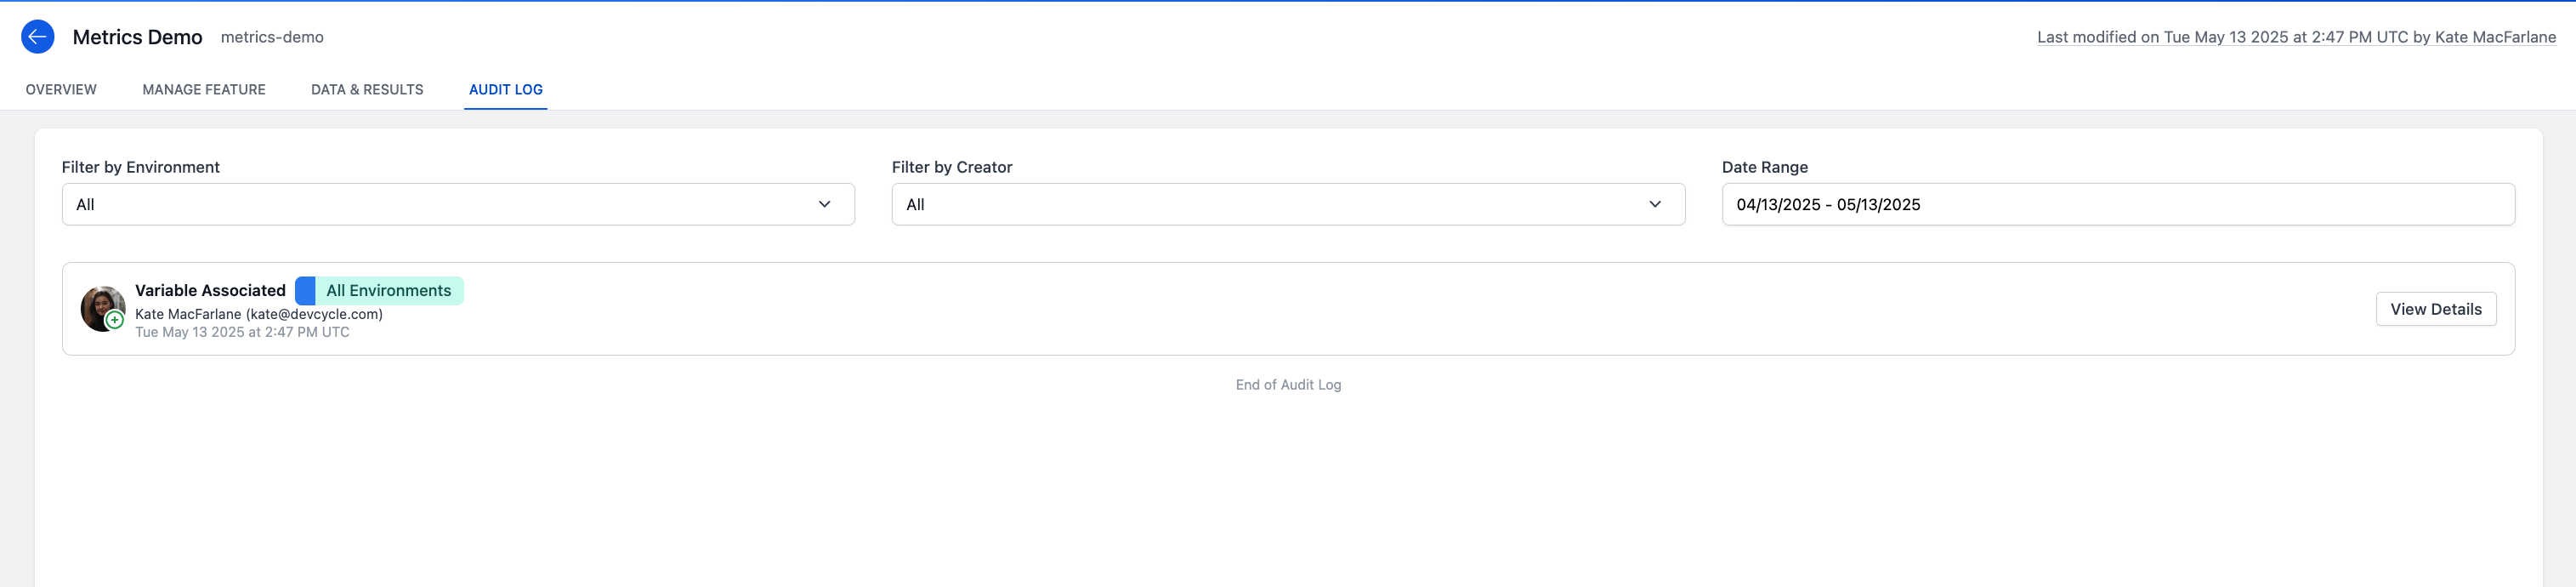 Metrics Demo metrics-demo
Last modified on Tue May 13 2025 at 2:47 PM UTC by Kate MacFarlane
OVERVIEW MANAGE FEATURE DATA & RESULTS AUDIT LOG
Filter by Environment
All
Filter by Creator
All
Date Range
04/13/2025 - 05/13/2025
Variable Associated All Environments
Kate MacFarlane (kate@devcycle.com)
Tue May 13 2025 at 2:47 PM UTC
View Details
End of Audit Log